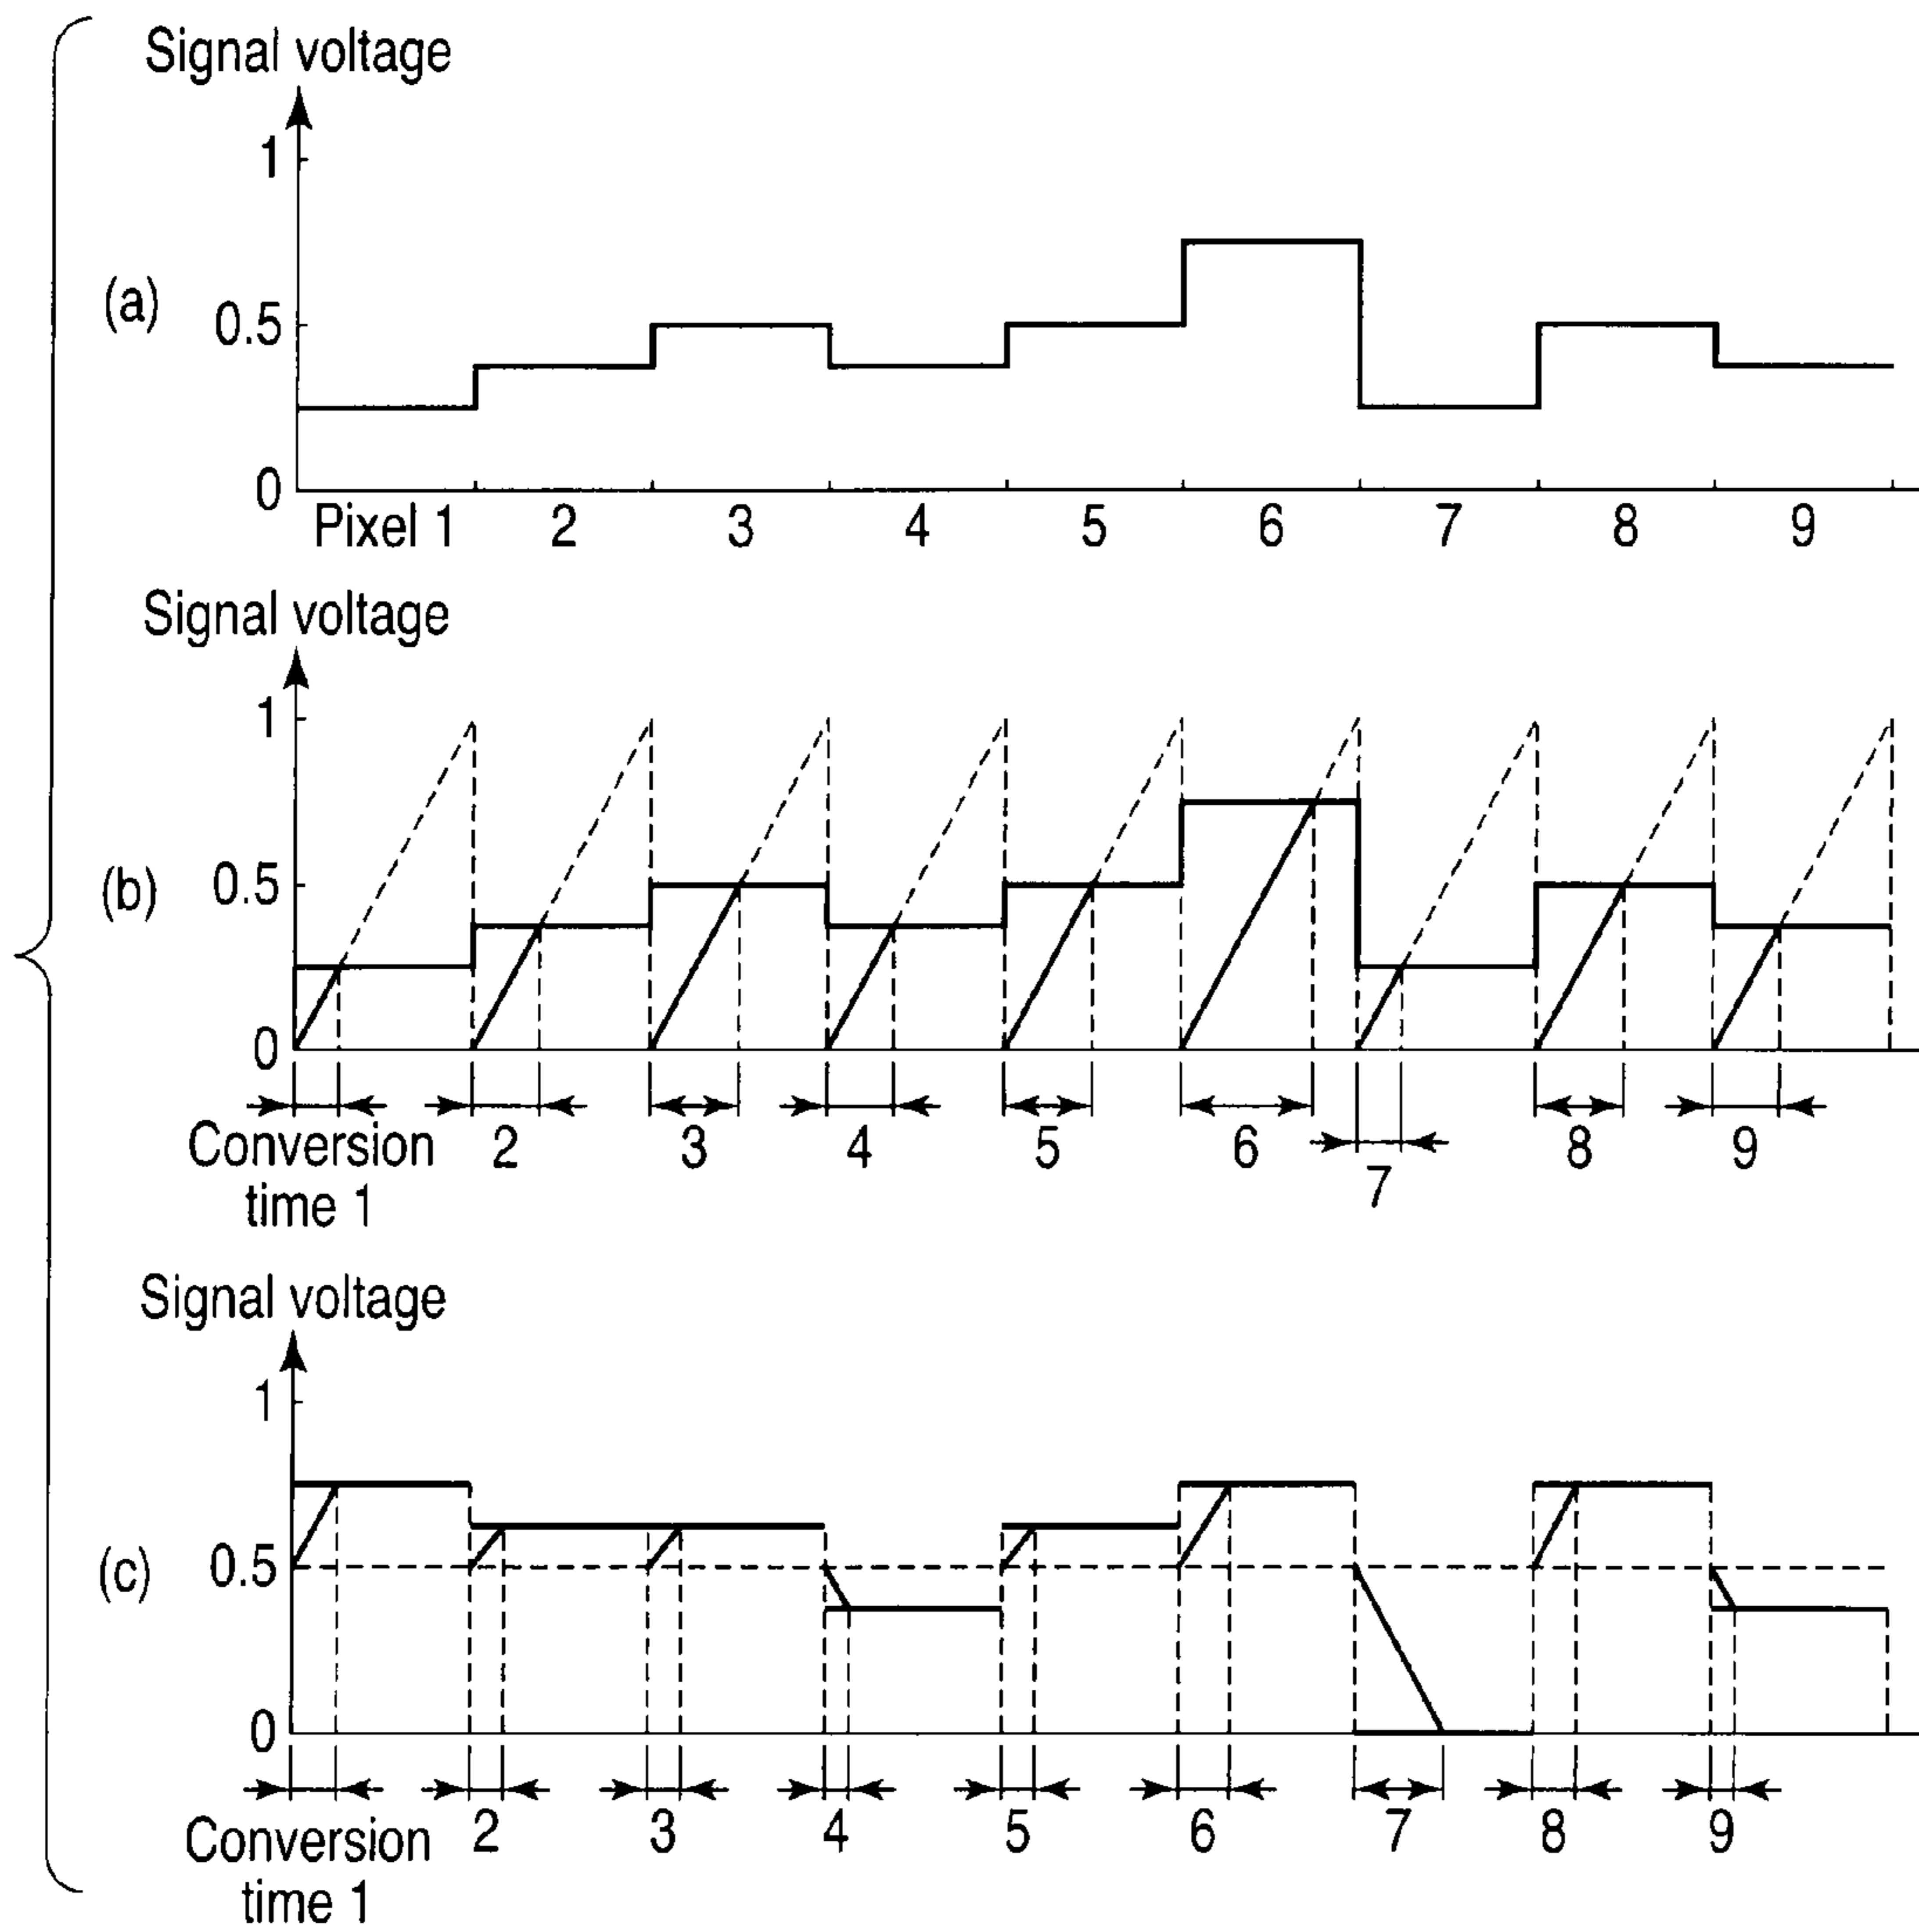 Signal voltage
1
(a)
0.5
0
Pixel 1 2 3 4 5 6 7 8 9
Signal voltage
1
(b)
0.5
0
Conversion time 1 2 3 4 5 6 7 8 9
Signal voltage
1
(c)
0.5
0
Conversion time 1 2 3 4 5 6 7 8 9